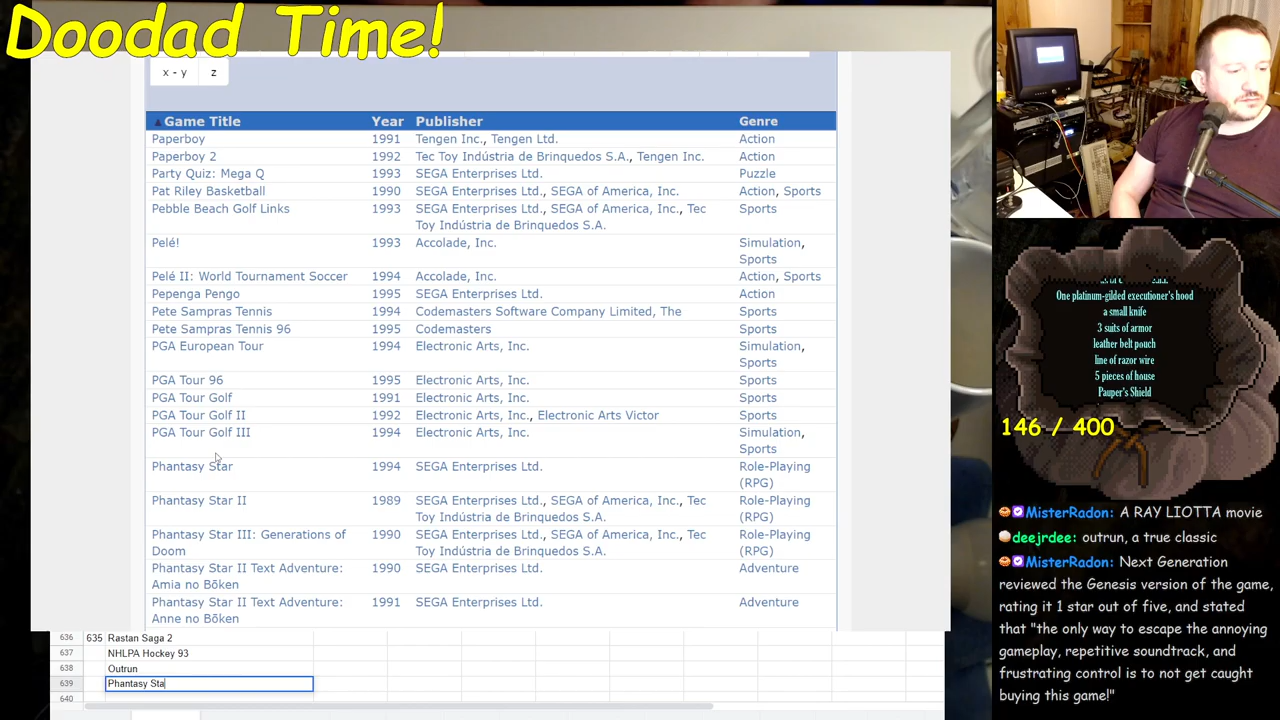 Doodad Time!
x - y z
▲Game Title Year Publisher Genre
Paperboy 1991 Tengen Inc., Tengen Ltd. Action
Paperboy 2 1992 Tec Toy Indústria de Brinquedos S.A., Tengen Inc. Action
Party Quiz: Mega Q 1993 SEGA Enterprises Ltd. Puzzle
Pat Riley Basketball 1990 SEGA Enterprises Ltd., SEGA of America, Inc. Action, Sports
Pebble Beach Golf Links 1993 SEGA Enterprises Ltd., SEGA of America, Inc., Tec Sports
Toy Indústria de Brinquedos S.A.
Pelé! 1993 Accolade, Inc. Simulation,
Sports
Pelé II: World Tournament Soccer 1994 Accolade, Inc. Action, Sports
Pepenga Pengo 1995 SEGA Enterprises Ltd. Action
Pete Sampras Tennis 1994 Codemasters Software Company Limited, The Sports
Pete Sampras Tennis 96 1995 Codemasters Sports
PGA European Tour 1994 Electronic Arts, Inc. Simulation,
Sports
PGA Tour 96 1995 Electronic Arts, Inc. Sports
PGA Tour Golf 1991 Electronic Arts, Inc. Sports
PGA Tour Golf II 1992 Electronic Arts, Inc., Electronic Arts Victor Sports
PGA Tour Golf III 1994 Electronic Arts, Inc. Simulation,
Sports
Phantasy Star 1994 SEGA Enterprises Ltd. Role-Playing
(RPG)
Phantasy Star II 1989 SEGA Enterprises Ltd., SEGA of America, Inc., Tec Role-Playing
Toy Indústria de Brinquedos S.A. (RPG)
Phantasy Star III: Generations of 1990 SEGA Enterprises Ltd., SEGA of America, Inc., Tec Role-Playing
Doom Toy Indústria de Brinquedos S.A. (RPG)
Phantasy Star II Text Adventure: 1990 SEGA Enterprises Ltd. Adventure
Amia no Bōken
Phantasy Star II Text Adventure: 1991 SEGA Enterprises Ltd. Adventure
Anne no Bōken
636 635 Rastan Saga 2
637 NHLPA Hockey 93
638 Outrun
639 Phantasy Sta
640
One platinum-gilded executioner's hood
a small knife
3 suits of armor
leather belt pouch
line of razor wire
5 pieces of house
Pauper's Shield
146 / 400
MisterRadon: A RAY LIOTTA movie
deejrdee: outrun, a true classic
MisterRadon: Next Generation
reviewed the Genesis version of the game,
rating it 1 star out of five, and stated
that "the only way to escape the annoying
gameplay, repetitive soundtrack, and
frustrating control is to not get caught
buying this game!"